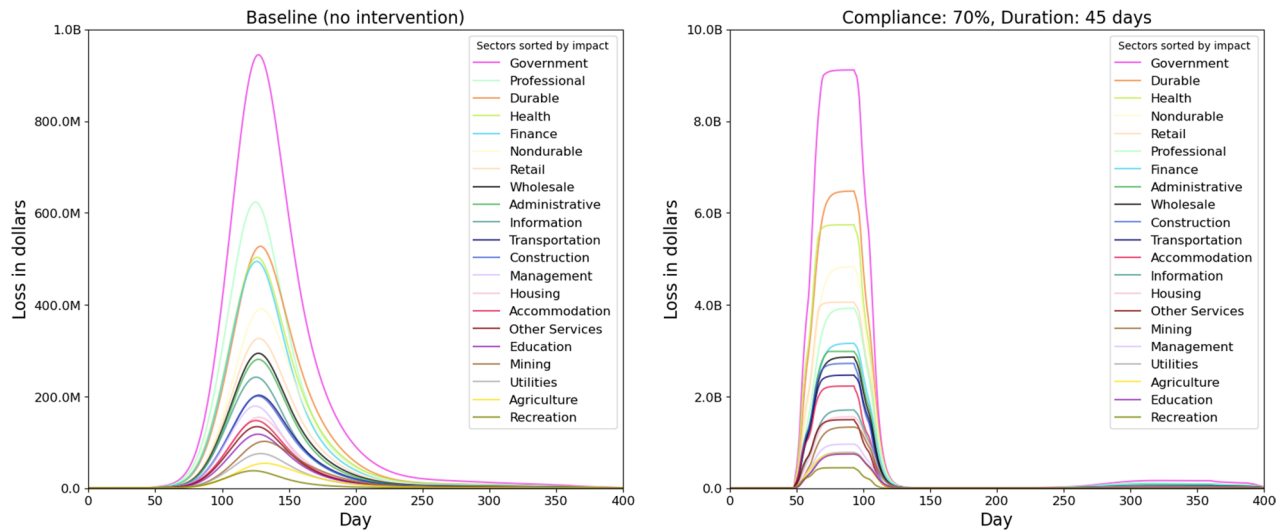 Baseline (no intervention)
1.0B
800.0M
600.0M
400.0M
200.0M
0.0
0
50
100
150
200
250
300
350
400
Loss in dollars
Day
Sectors sorted by impact
Government
Professional
Durable
Health
Finance
Nondurable
Retail
Wholesale
Administrative
Information
Transportation
Construction
Management
Housing
Accommodation
Other Services
Education
Mining
Utilities
Agriculture
Recreation
Compliance: 70%, Duration: 45 days
10.0B
8.0B
6.0B
4.0B
2.0B
0.0
0
50
100
150
200
250
300
350
400
Loss in dollars
Day
Sectors sorted by impact
Government
Durable
Health
Nondurable
Retail
Professional
Finance
Administrative
Wholesale
Construction
Transportation
Accommodation
Information
Housing
Other Services
Mining
Management
Utilities
Agriculture
Education
Recreation